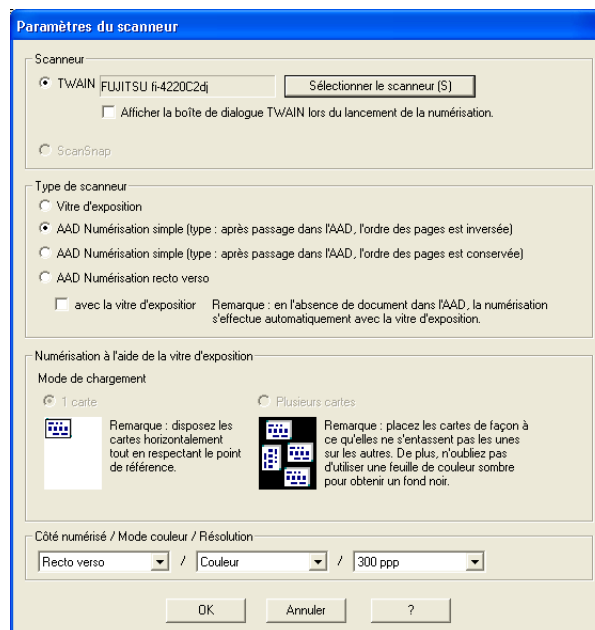 Paramètres du scanneur
Scanneur
TWAIN FUJITSU fi-4220C2dj Sélectionner le scanneur (S)
Afficher la boîte de dialogue TWAIN lors du lancement de la numérisation.
ScanSnap
Type de scanneur
Vitre d'exposition
AAD Numérisation simple (type : après passage dans l'AAD, l'ordre des pages est inversée)
AAD Numérisation simple (type : après passage dans l'AAD, l'ordre des pages est conservée)
AAD Numérisation recto verso
avec la vitre d'expositior
Remarque : en l'absence de document dans l'AAD, la numérisation
s'effectue automatiquement avec la vitre d'exposition.
Numérisation à l'aide de la vitre d'exposition
Mode de chargement
1 carte
Remarque : disposez les
cartes horizontalement
tout en respectant le point
de référence.
Plusieurs cartes
Remarque : placez les cartes de façon à
ce qu'elles ne s'entassent pas les unes
sur les autres. De plus, n'oubliez pas
d'utiliser une feuille de couleur sombre
pour obtenir un fond noir.
Côté numérisé / Mode couleur / Résolution
Recto verso / Couleur / 300 ppp
OK Annuler ?